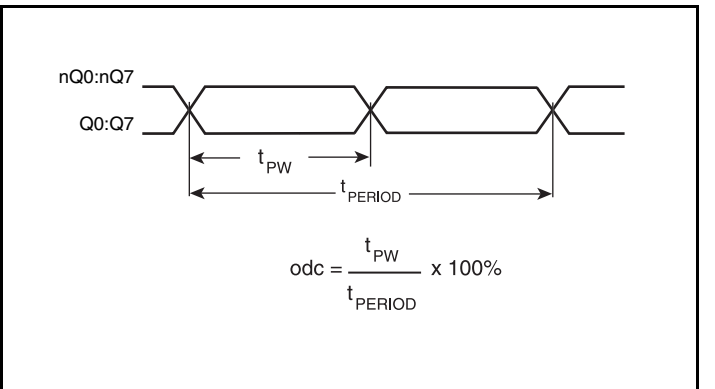 nQ0:nQ7
Q0:Q7
tPW
tPERIOD
odc = tPW / tPERIOD x 100%